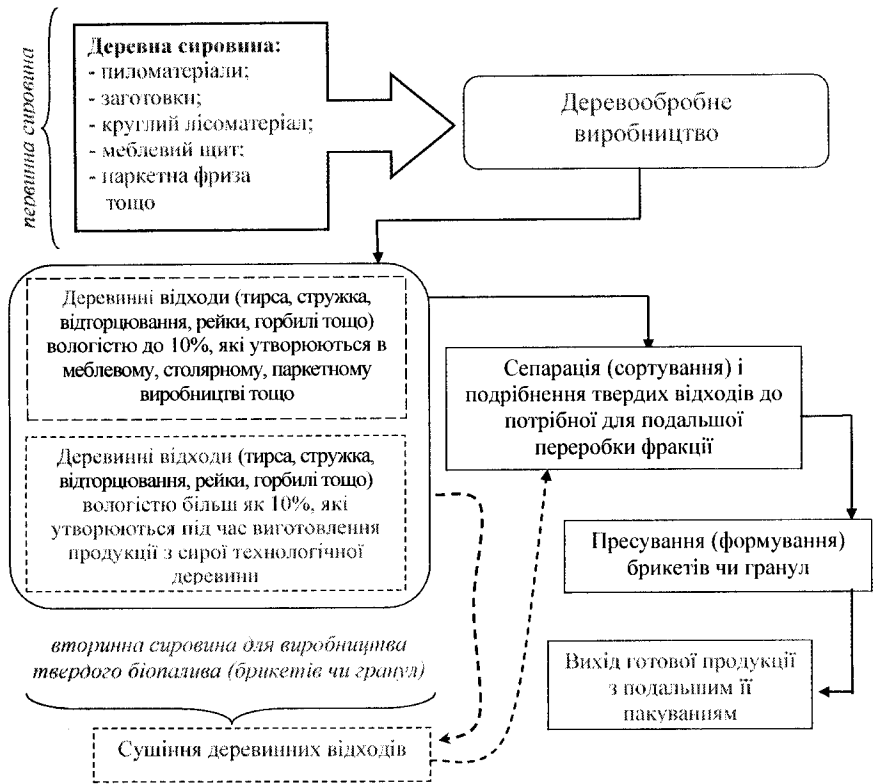 первинна сировина
Деревна сировина:
- пиломатеріали;
- заготовки;
- круглий лісоматеріал;
- меблевий щит;
- паркетна фриза
тощо
Деревообробне
виробництво
Деревинні відходи (тирса, стружка,
відторцювання, рейки, горбилі тощо)
вологістю до 10%, які утворюються в
меблевому, столярному, паркетному
виробництві тощо
Деревинні відходи (тирса, стружка,
відторцювання, рейки, горбилі тощо)
вологістю більш як 10%, які
утворюються під час виготовлення
продукції з сирої технологічної
деревини
вторинна сировина для виробництва
твердого біопалива (брикетів чи гранул)
Сушіння деревинних відходів
Сепарація (сортування) і
подрібнення твердих відходів до
потрібної для подальшої
переробки фракції
Пресування (формування)
брикетів чи гранул
Вихід готової продукції
з подальшим її
пакуванням